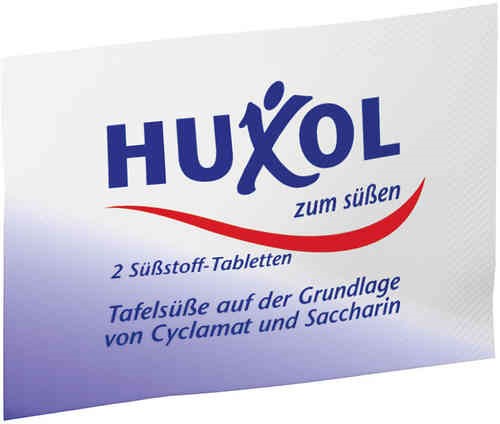 HUXOL
zum süßen
2 Süßstoff-Tabletten
Tafelsüße auf der Grundlage
von Cyclamat und Saccharin